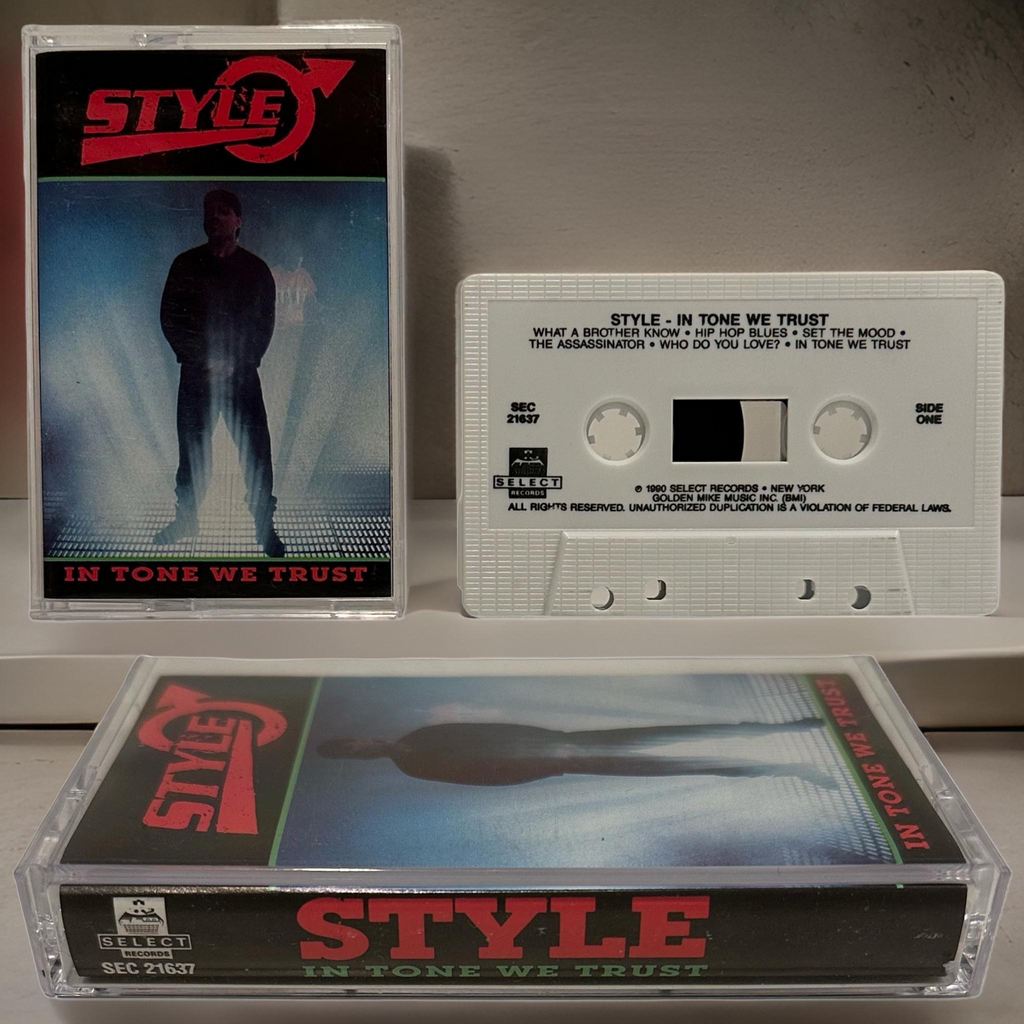 STYLE
IN TONE WE TRUST
STYLE - IN TONE WE TRUST
WHAT A BROTHER KNOW • HIP HOP BLUES • SET THE MOOD •
THE ASSASSINATOR • WHO DO YOU LOVE? • IN TONE WE TRUST
SEC
21637
SIDE
ONE
SELECT
RECORDS
℗ 1990 SELECT RECORDS • NEW YORK
GOLDEN MIKE MUSIC INC. (BMI)
ALL RIGHTS RESERVED. UNAUTHORIZED DUPLICATION IS A VIOLATION OF FEDERAL LAWS.
STYLE
IN TONE WE TRUST
SELECT
RECORDS
SEC 21637
STYLE
IN TONE WE TRUST